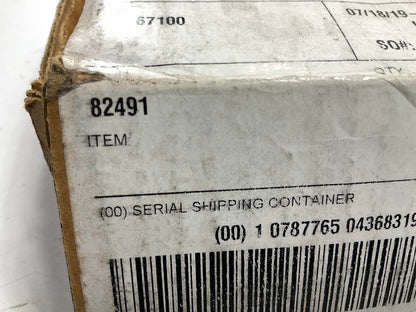 67100
07/18/19
SO#:
82491
ITEM
(00) SERIAL SHIPPING CONTAINER
(00) 1 0787765 04368319